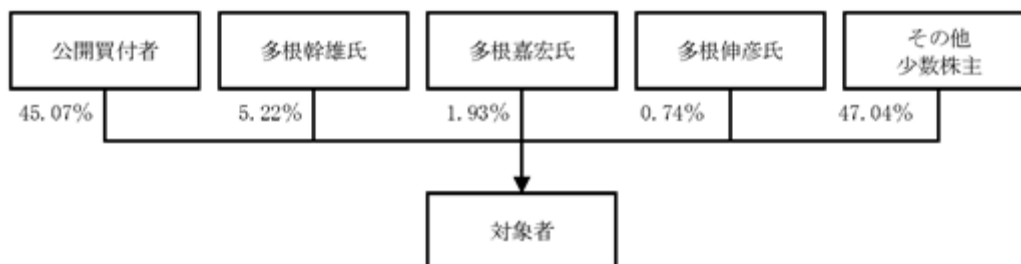 公開買付者
多根幹雄氏
多根嘉宏氏
多根伸彦氏
その他
少数株主
45.07%
5.22%
1.93%
0.74%
47.04%
対象者